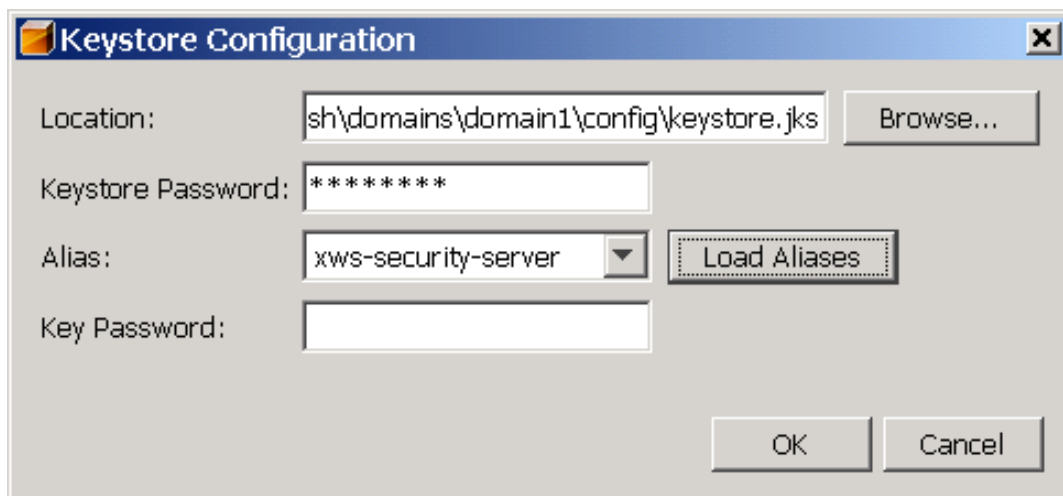 Keystore Configuration
Location: sh\domains\domain1\config\keystore.jks Browse...
Keystore Password: ********
Alias: xws-security-server Load Aliases
Key Password:
OK Cancel